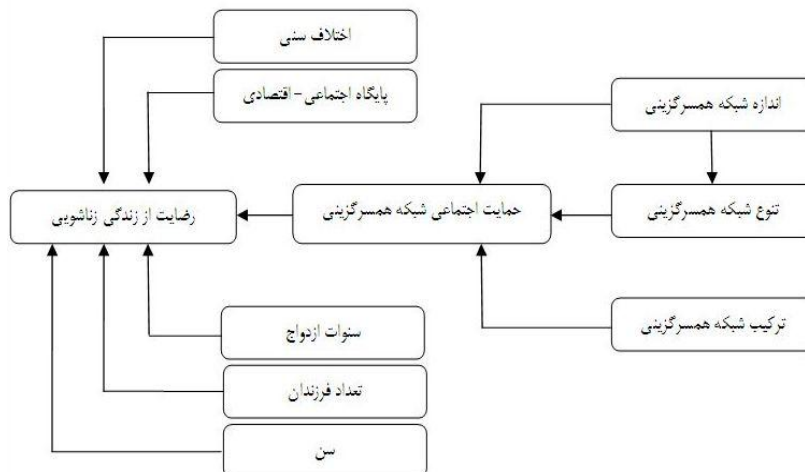 اختلاف سنی
پایگاه اجتماعی - اقتصادی
اندازه شبکه همسرگزینی
تنوع شبکه همسرگزینی
حمایت اجتماعی شبکه همسرگزینی
رضایت از زندگی زناشویی
ترکیب شبکه همسرگزینی
سنوات ازدواج
تعداد فرزندان
سن